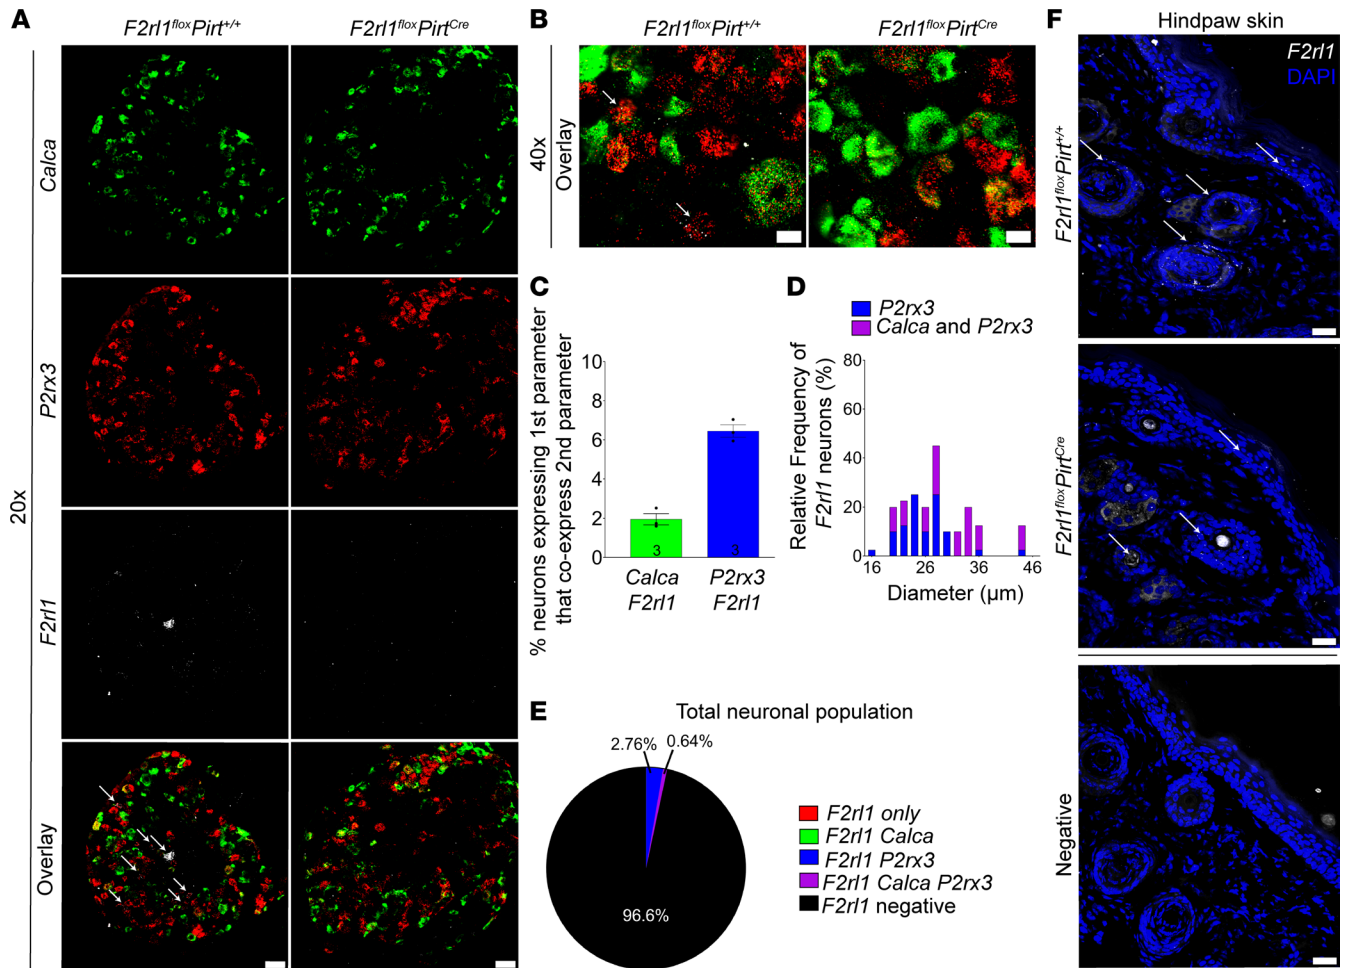 A
F2rl1floxPirt+/+
F2rl1floxPirtCre
Calca
P2rx3
F2rl1
Overlay
20x
B
F2rl1floxPirt+/+
F2rl1floxPirtCre
40x
Overlay
C
% neurons expressing 1st parameter
that co-express 2nd parameter
10
8
6
4
2
0
3
3
Calca
F2rl1
P2rx3
F2rl1
D
P2rx3
Calca and P2rx3
Relative Frequency of
F2rl1 neurons (%)
80
60
40
20
0
16
26
36
46
Diameter (µm)
E
Total neuronal population
2.76%
0.64%
96.6%
F2rl1 only
F2rl1 Calca
F2rl1 P2rx3
F2rl1 Calca P2rx3
F2rl1 negative
F
Hindpaw skin
F2rl1
DAPI
F2rl1floxPirt+/+
F2rl1floxPirtCre
Negative